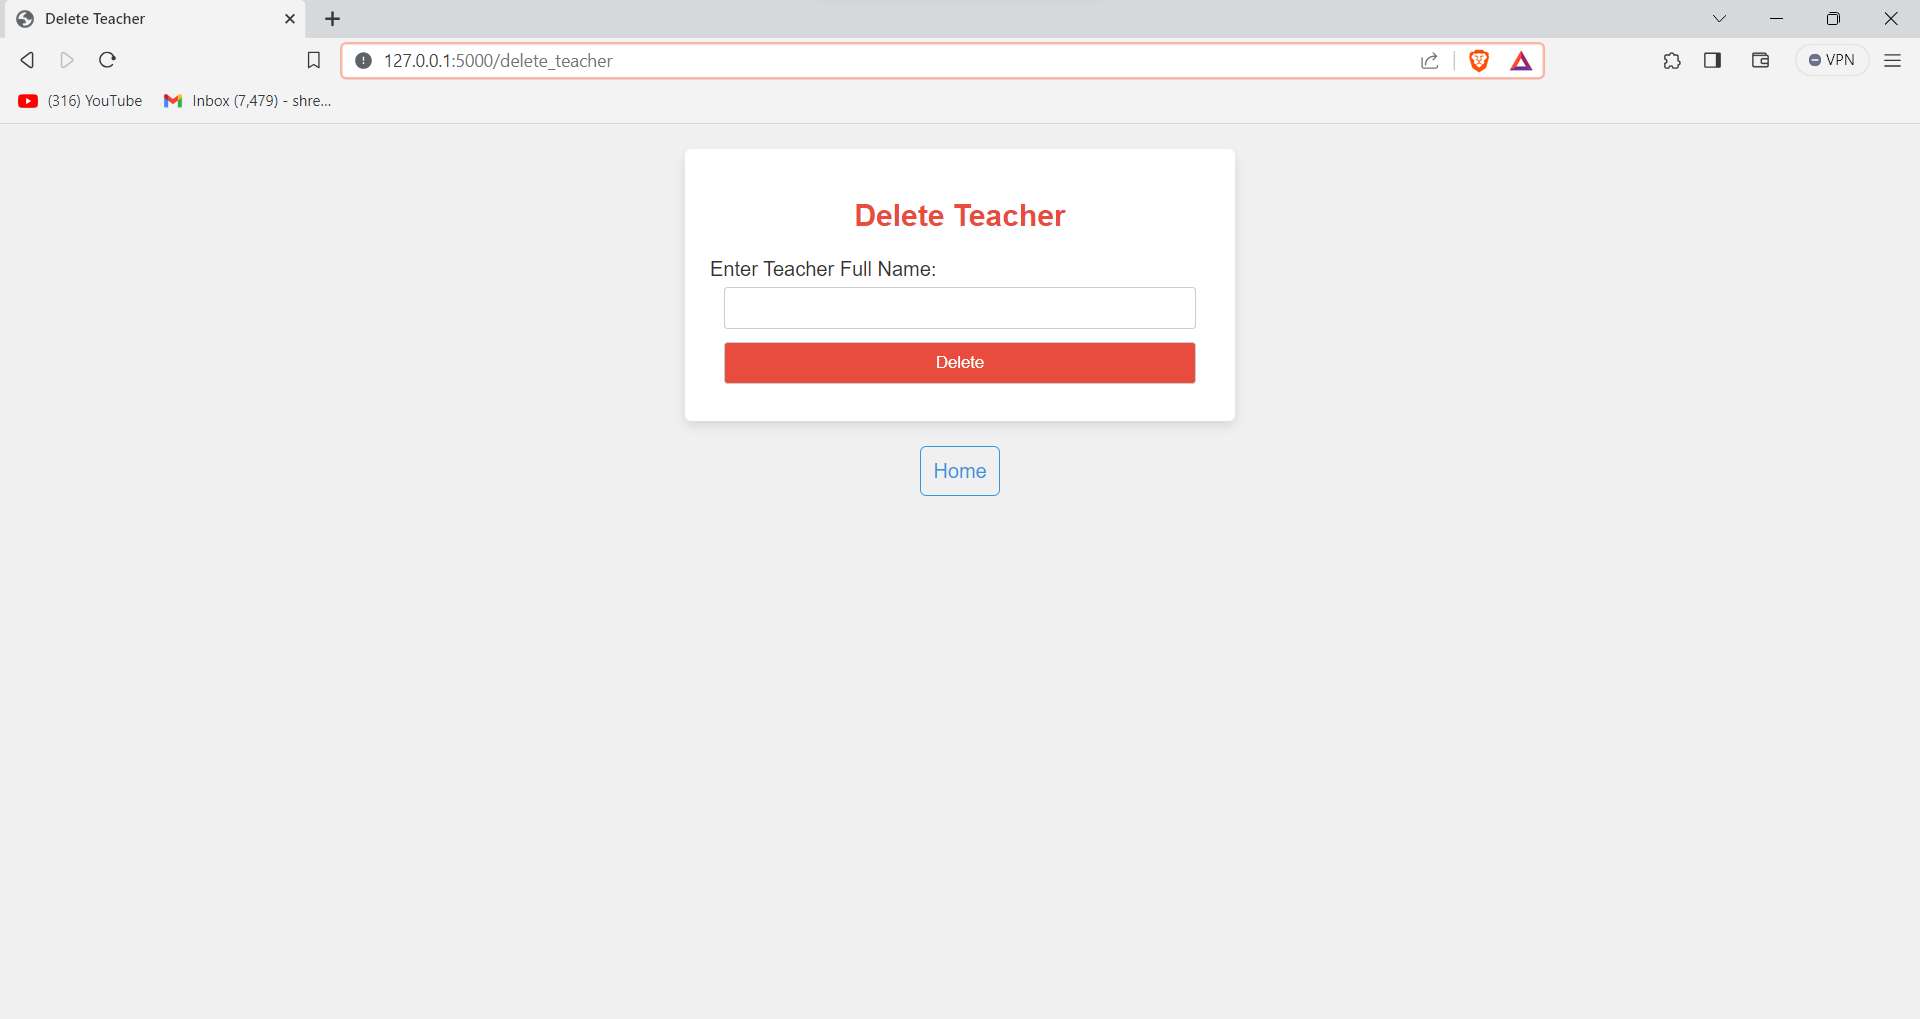 Delete Teacher
127.0.0.1:5000/delete_teacher
VPN
(316) YouTube
Inbox (7,479) - shre...
Delete Teacher
Enter Teacher Full Name:
Delete
Home